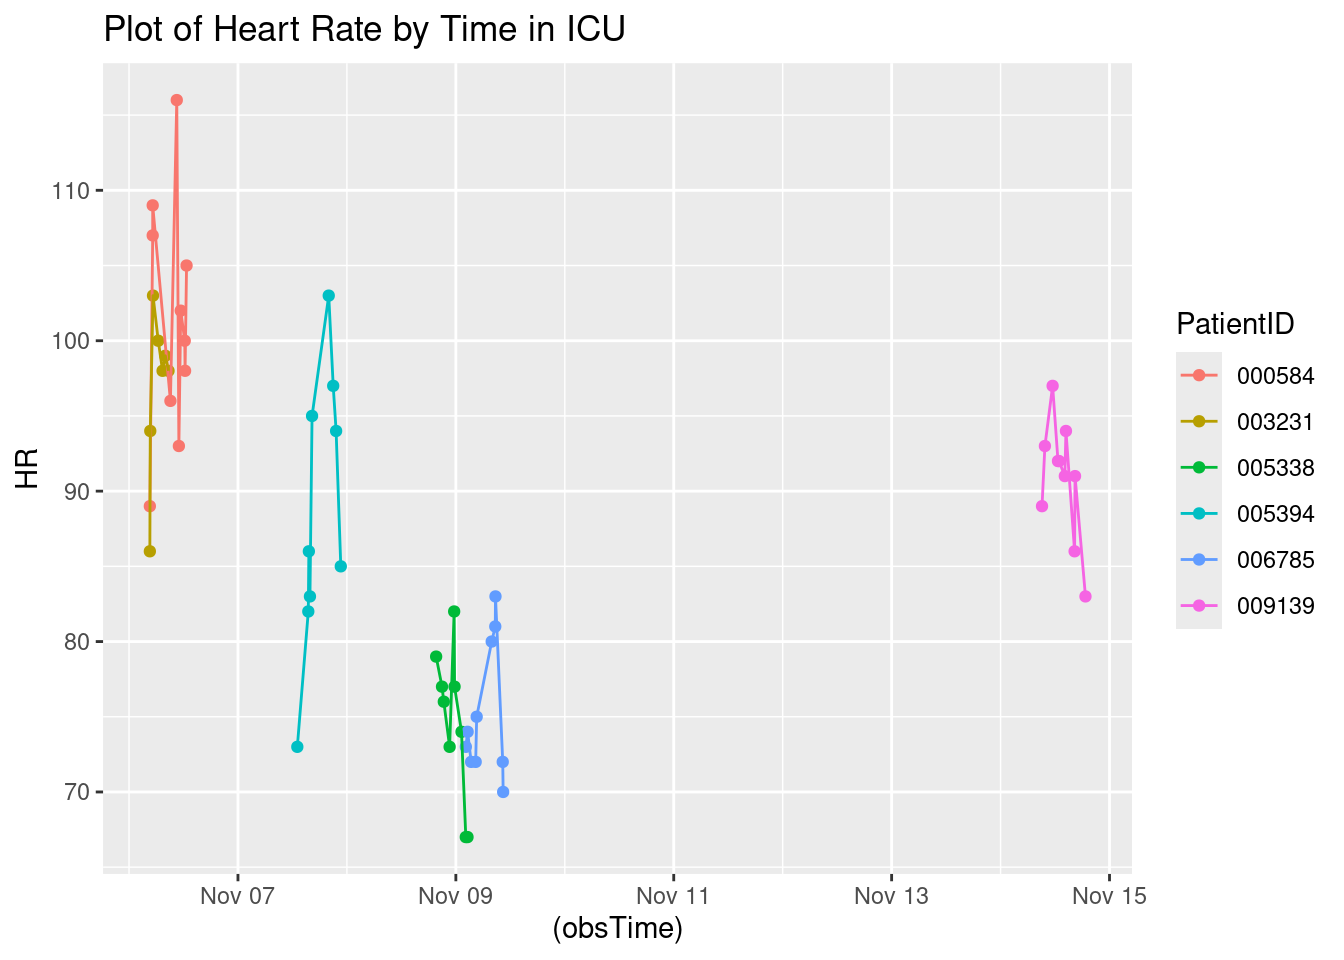 Plot of Heart Rate by Time in ICU
HR
110
100
90
80
70
Nov 07
Nov 09
Nov 11
Nov 13
Nov 15
(obsTime)
PatientID
000584
003231
005338
005394
006785
009139